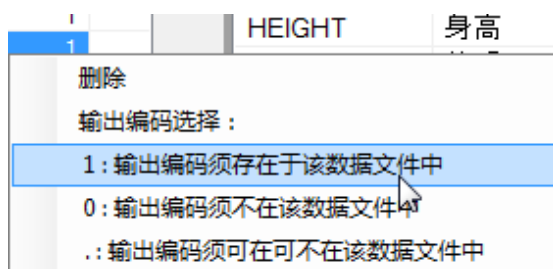 1
HEIGHT 身高
1
删除
输出编码选择：
1：输出编码须存在于该数据文件中
0：输出编码须不在该数据文件中
.：输出编码须可在可不在该数据文件中